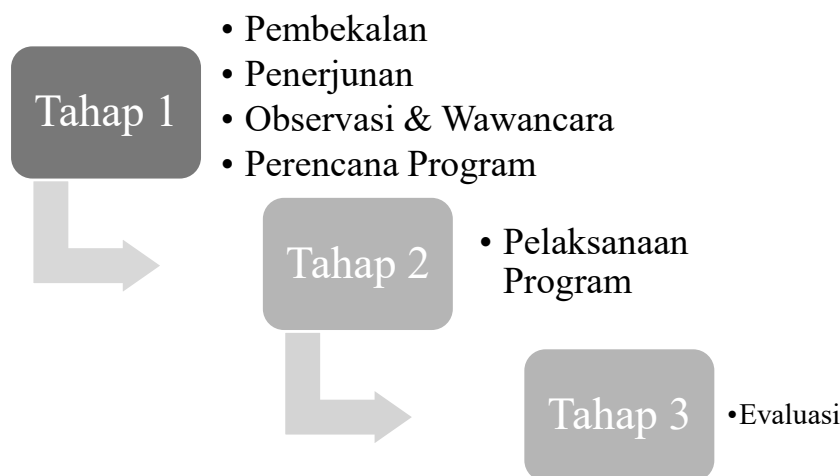 Tahap 1
• Pembekalan
• Penerjunan
• Observasi & Wawancara
• Perencana Program
Tahap 2
• Pelaksanaan
Program
Tahap 3
•Evaluasi